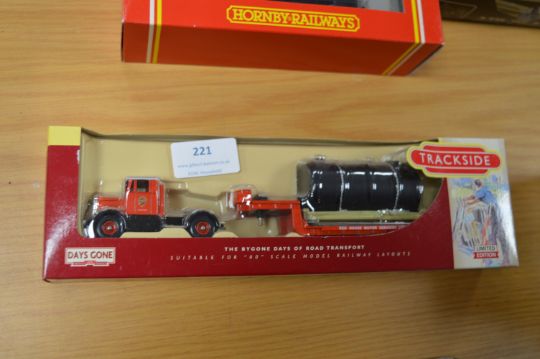 HORNBY RAILWAYS
221
TRACKSIDE
DAYS GONE
THE BYGONE DAYS OF ROAD TRANSPORT
SUITABLE FOR "00" SCALE MODEL RAILWAY LAYOUTS
LIMITED
EDITION